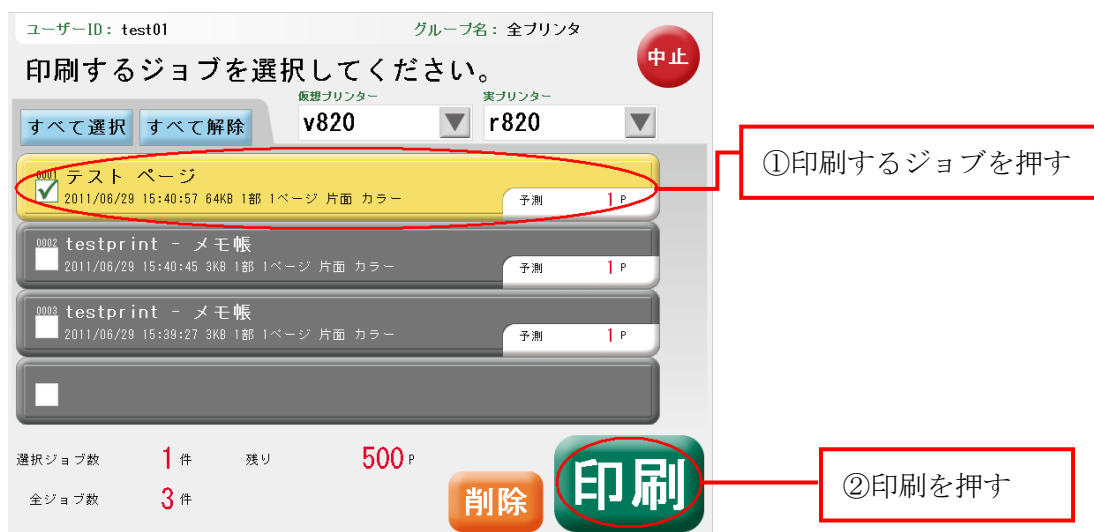 ユーザーID: test01 グループ名: 全プリンタ
中止
印刷するジョブを選択してください。
仮想プリンター 実プリンター
すべて選択 すべて解除 v820 r820
①印刷するジョブを押す
0001 テスト ページ
2011/06/29 15:40:57 64KB 1部 1ページ 片面 カラー 予測 1 P
0002 testprint - メモ帳
2011/06/29 15:40:45 3KB 1部 1ページ 片面 カラー 予測 1 P
0003 testprint - メモ帳
2011/06/29 15:39:27 3KB 1部 1ページ 片面 カラー 予測 1 P
選択ジョブ数 1 件 残り 500 P
全ジョブ数 3 件
削除
印刷
②印刷を押す